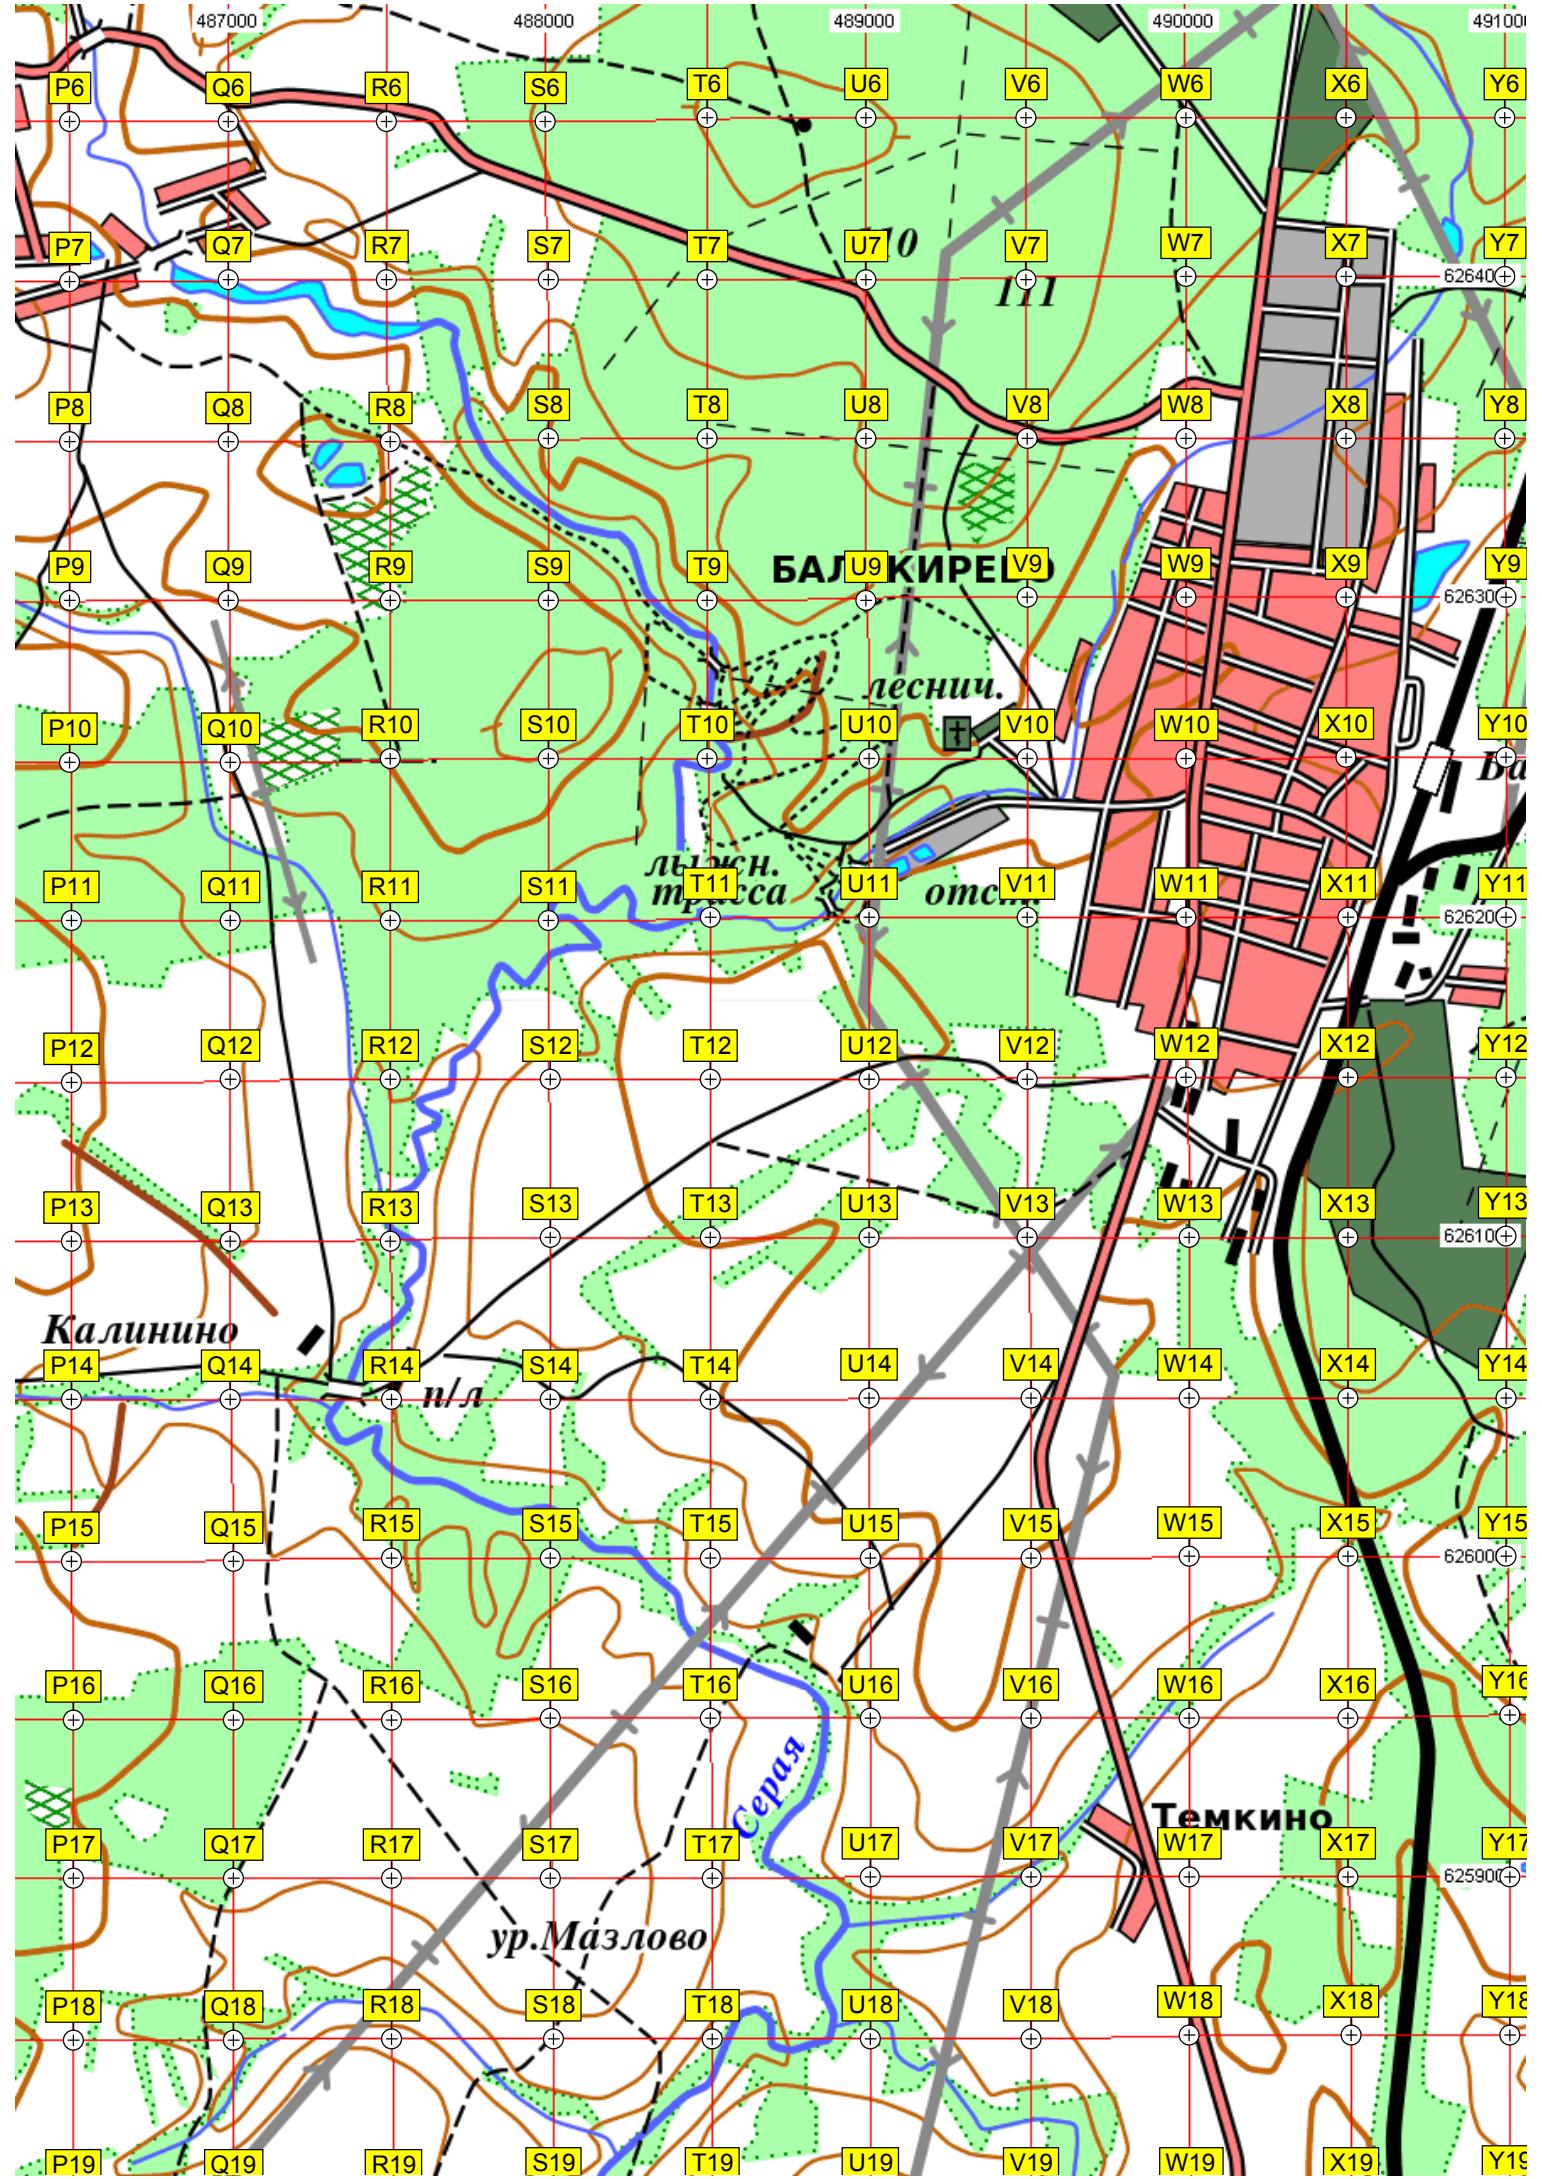 487000 488000 489000 490000
P6 Q6 R6 S6 T6 U6 V6 W6 X6 Y6
P7 Q7 R7 S7 T7 U7 V7 W7 X7 Y7
111
62640
P8 Q8 R8 S8 T8 U8 V8 W8 X8 Y8
P9 Q9 R9 S9 T9 U9 V9 W9 X9 Y9
62630
леснич.
P10 Q10 R10 S10 T10 U10 V10 W10 X10 Y10
лыжн.
трасса
P11 Q11 R11 S11 T11 U11 V11 W11 X11 Y11
62620
P12 Q12 R12 S12 T12 U12 V12 W12 X12 Y12
P13 Q13 R13 S13 T13 U13 V13 W13 X13 Y13
62610
Калинино
P14 Q14 R14 S14 T14 U14 V14 W14 X14 Y14
п/л
P15 Q15 R15 S15 T15 U15 V15 W15 X15 Y15
62600
P16 Q16 R16 S16 T16 U16 V16 W16 X16 Y16
Серая
Темкино
P17 Q17 R17 S17 T17 U17 V17 W17 X17 Y17
625900
ур.Мазлово
P18 Q18 R18 S18 T18 U18 V18 W18 X18 Y18
P19 Q19 R19 S19 T19 U19 V19 W19 X19 Y19